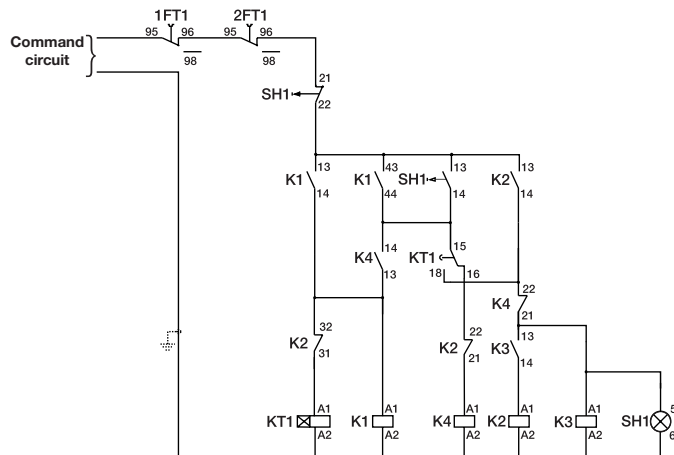 1FT1 2FT1
Command circuit
95 96 95 96
98 98
21
SH1
22
13 43 13 13
K1 K1 SH1 K2
14 44 14 14
14 15
K4 KT1
13 18 16
22
K4
21
32 22 13
K2 K2 K3
31 21 14
A1 A1 A1 A1 A1 5
KT1 K1 K4 K2 K3 SH1
A2 A2 A2 A2 A2 6